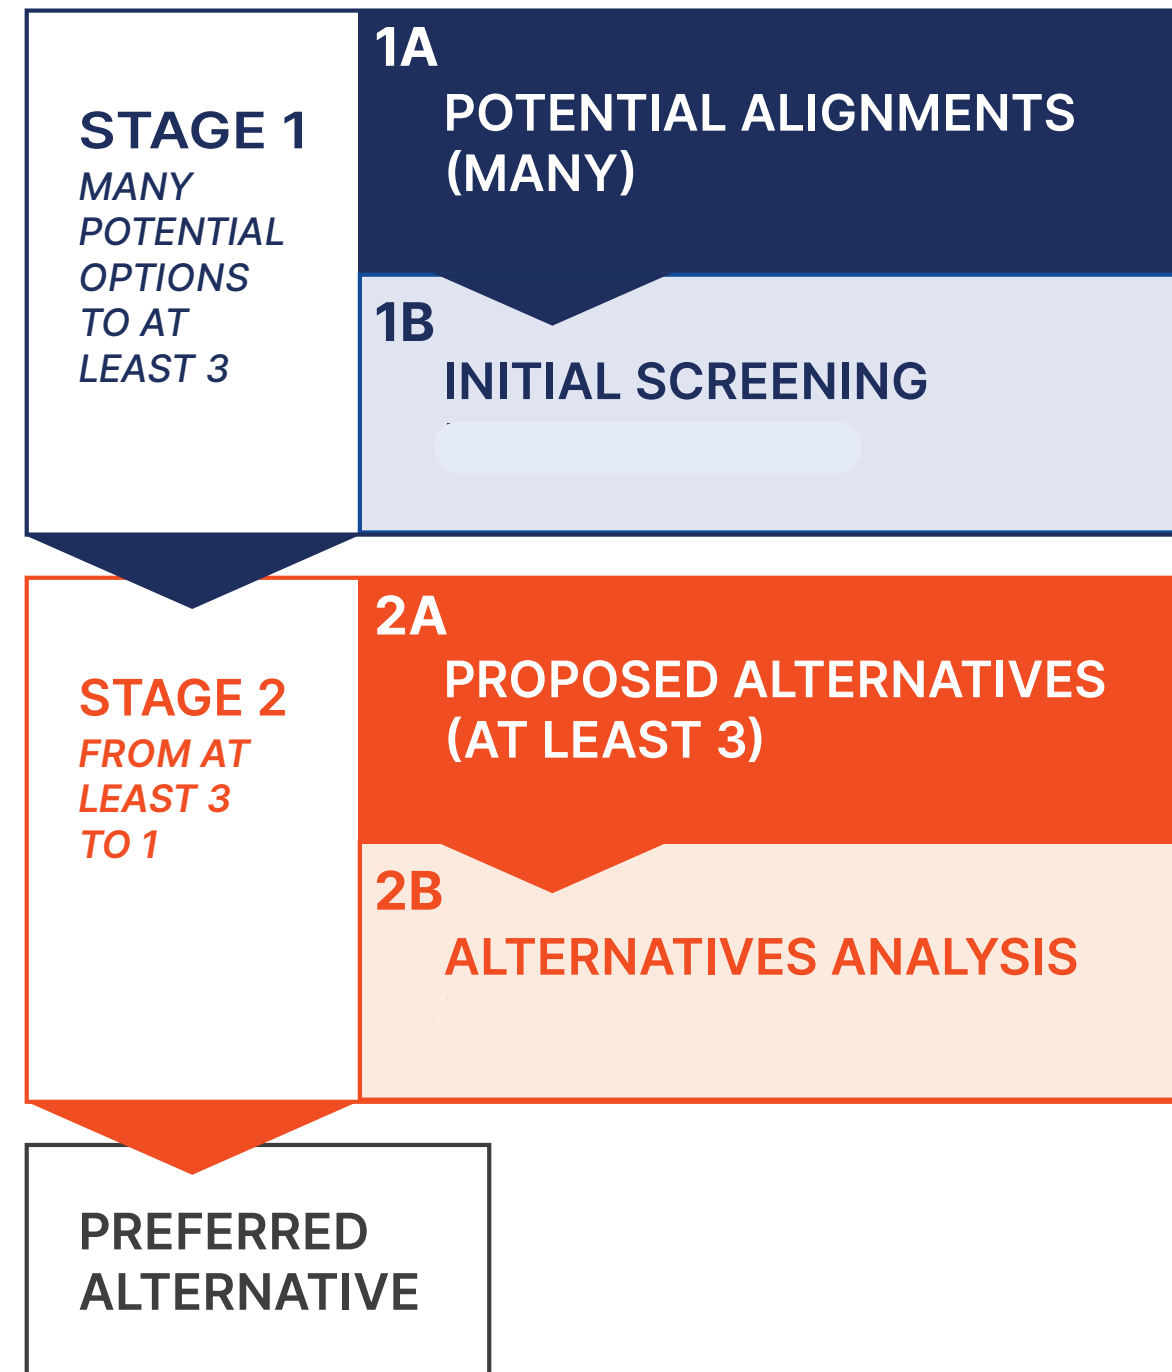 1A
POTENTIAL ALIGNMENTS
(MANY)
STAGE 1
MANY
POTENTIAL
OPTIONS
TO AT
LEAST 3
1B
INITIAL SCREENING
2A
PROPOSED ALTERNATIVES
(AT LEAST 3)
STAGE 2
FROM AT
LEAST 3
TO 1
2B
ALTERNATIVES ANALYSIS
PREFERRED
ALTERNATIVE